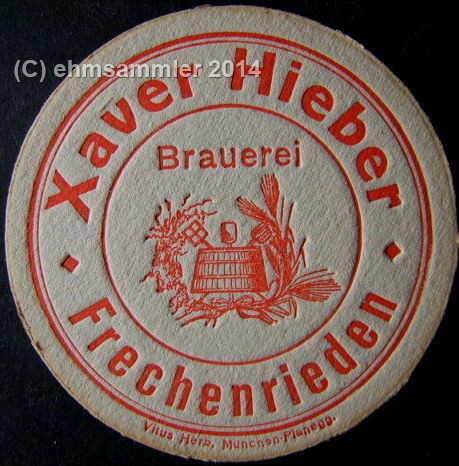 (C) ehmsammler 2014
Xaver Hieber
Brauerei
Frechenrieden
Vitus Herb, München-Planegg.